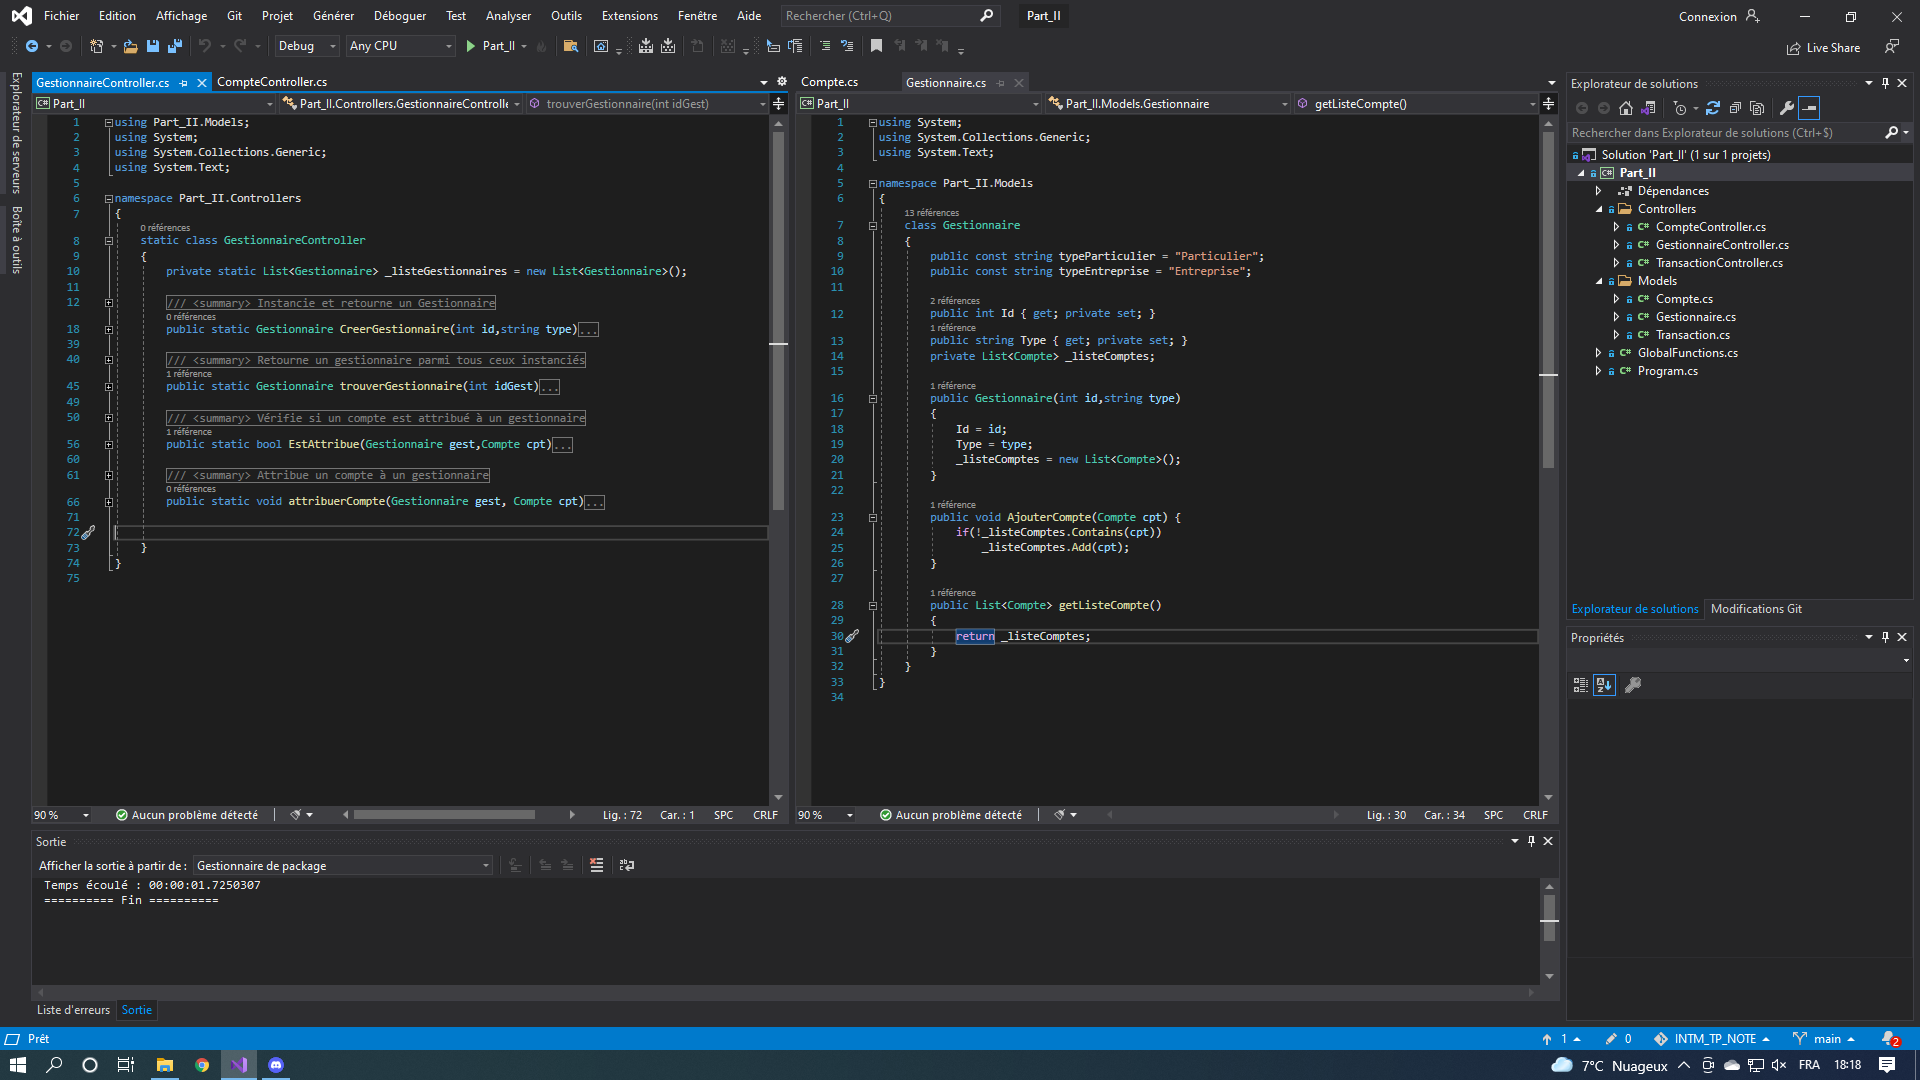 Fichier Edition Affichage Git Projet Générer Déboguer Test Analyser Outils Extensions Fenêtre Aide Rechercher (Ctrl+Q) Part_II Connexion
Debug Any CPU Part_II Live Share
Explorateur de serveurs
Boîte à outils
GestionnaireController.cs CompteController.cs
Part_II Part_II.Controllers.GestionnaireControlle trouverGestionnaire(int idGest)
1 using Part_II.Models;
2 using System;
3 using System.Collections.Generic;
4 using System.Text;
5
6 namespace Part_II.Controllers
7 {
0 références
8 static class GestionnaireController
9 {
10 private static List<Gestionnaire> _listeGestionnaires = new List<Gestionnaire>();
11
12 /// <summary> Instancie et retourne un Gestionnaire
0 références
18 public static Gestionnaire CreerGestionnaire(int id,string type)...
39
40 /// <summary> Retourne un gestionnaire parmi tous ceux instanciés
1 référence
45 public static Gestionnaire trouverGestionnaire(int idGest)...
49
50 /// <summary> Vérifie si un compte est attribué à un gestionnaire
1 référence
56 public static bool EstAttribue(Gestionnaire gest,Compte cpt)...
60
61 /// <summary> Attribue un compte à un gestionnaire
0 références
66 public static void attribuerCompte(Gestionnaire gest, Compte cpt)...
71
72
73 }
74 }
75
90 % Aucun problème détecté Lig. : 72 Car. : 1 SPC CRLF
Compte.cs Gestionnaire.cs
Part_II Part_II.Models.Gestionnaire getListeCompte()
1 using System;
2 using System.Collections.Generic;
3 using System.Text;
4
5 namespace Part_II.Models
6 {
13 références
7 class Gestionnaire
8 {
9 public const string typeParticulier = "Particulier";
10 public const string typeEntreprise = "Entreprise";
11
2 références
12 public int Id { get; private set; }
1 référence
13 public string Type { get; private set; }
14 private List<Compte> _listeComptes;
15
1 référence
16 public Gestionnaire(int id,string type)
17 {
18 Id = id;
19 Type = type;
20 _listeComptes = new List<Compte>();
21 }
22
1 référence
23 public void AjouterCompte(Compte cpt) {
24 if(!_listeComptes.Contains(cpt))
25 _listeComptes.Add(cpt);
26 }
27
1 référence
28 public List<Compte> getListeCompte()
29 {
30 return _listeComptes;
31 }
32 }
33 }
34
90 % Aucun problème détecté Lig. : 30 Car. : 34 SPC CRLF
Explorateur de solutions
Rechercher dans Explorateur de solutions (Ctrl+$)
Solution 'Part_II' (1 sur 1 projets)
Part_II
Dépendances
Controllers
CompteController.cs
GestionnaireController.cs
TransactionController.cs
Models
Compte.cs
Gestionnaire.cs
Transaction.cs
GlobalFunctions.cs
Program.cs
Explorateur de solutions Modifications Git
Propriétés
Sortie
Afficher la sortie à partir de : Gestionnaire de package
Temps écoulé : 00:00:01.7250307
========== Fin ==========
Liste d'erreurs Sortie
Prêt 1 0 INTM_TP_NOTE main 2
7°C Nuageux FRA 18:18